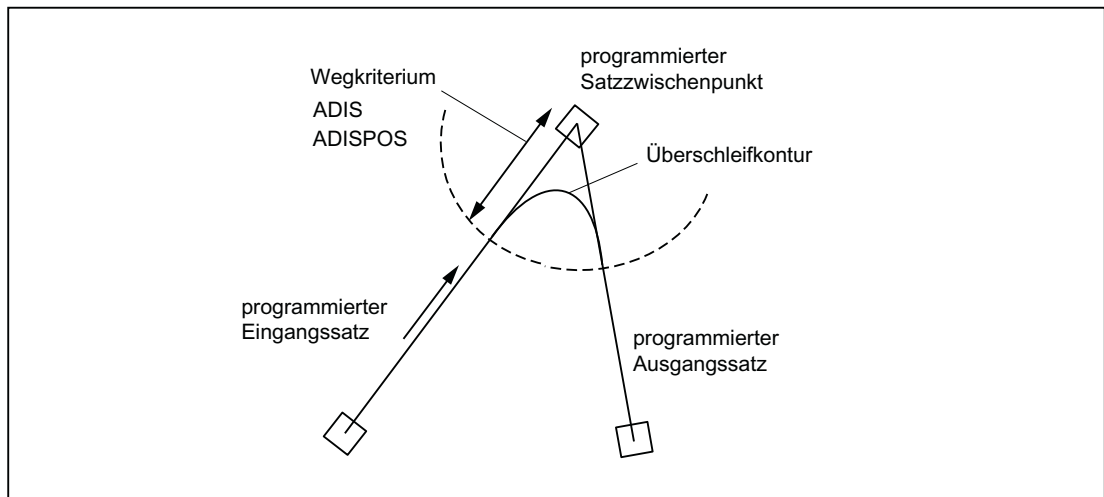 programmierter
Satzzwischenpunkt
Wegkriterium
ADIS
ADISPOS
Überschleifkontur
programmierter
Eingangssatz
programmierter
Ausgangssatz